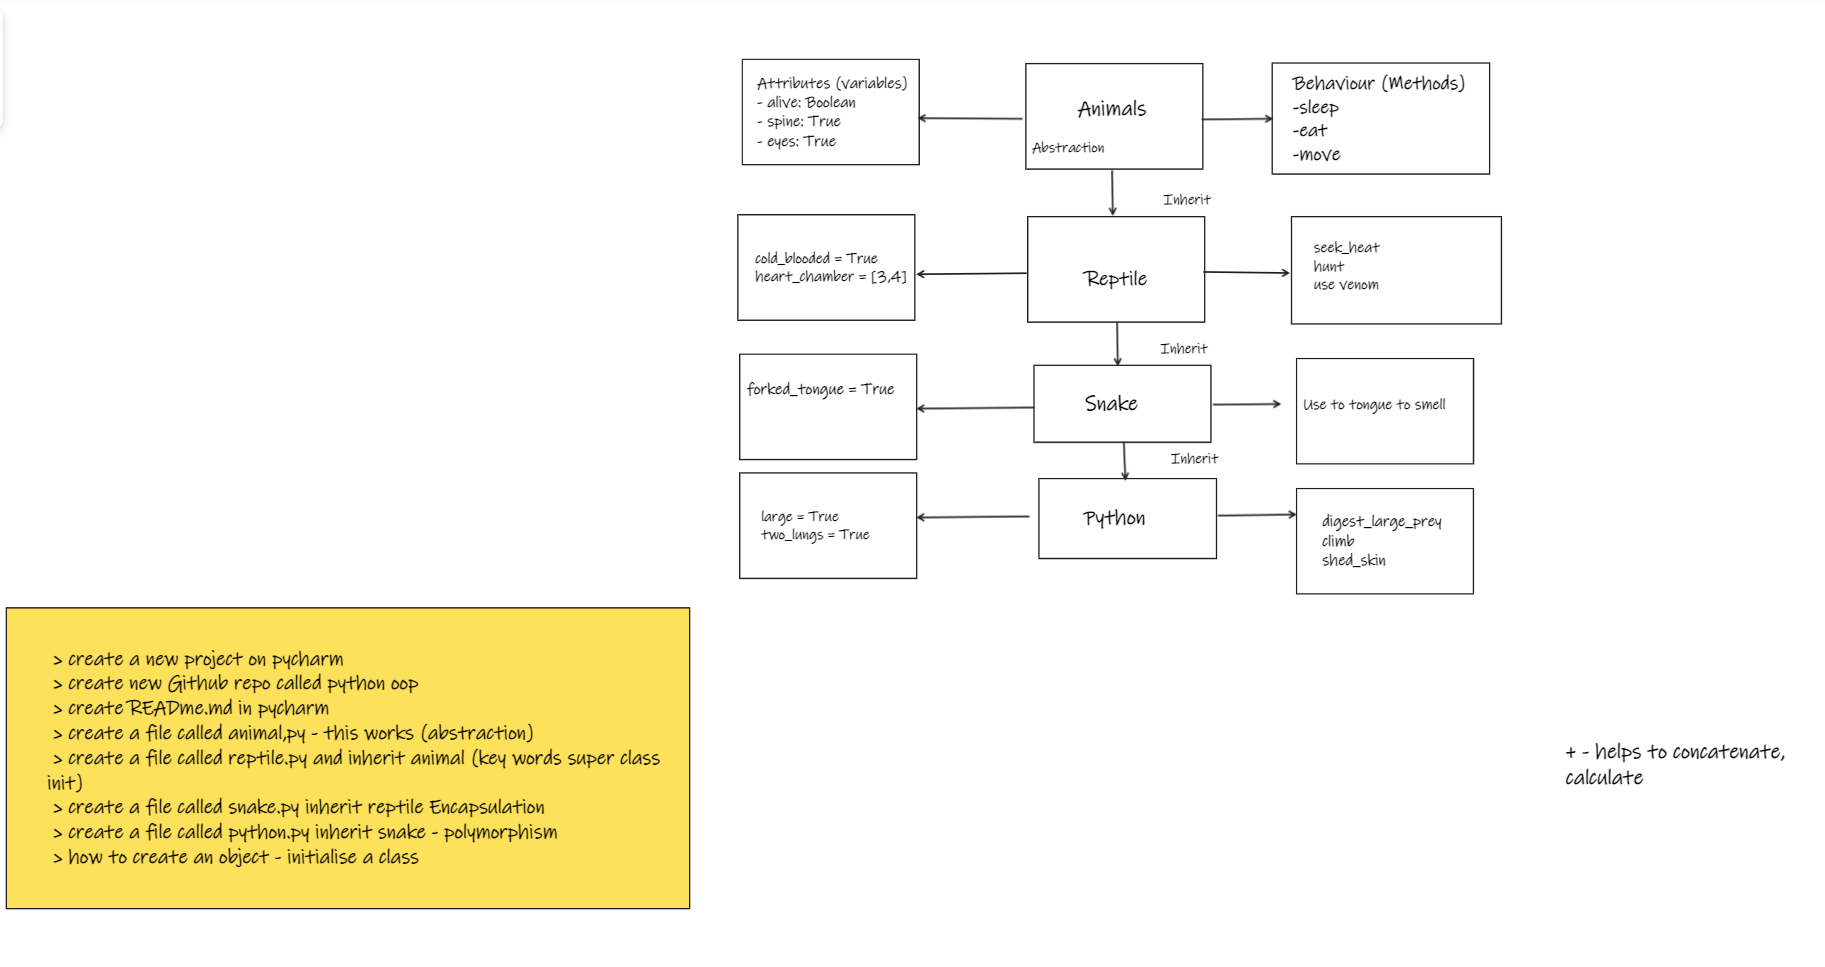 Attributes (variables)
- alive: Boolean
- spine: True
- eyes: True
Animals
Abstraction
Behaviour (Methods)
-sleep
-eat
-move
Inherit
cold_blooded = True
heart_chamber = [3,4]
Reptile
seek_heat
hunt
use venom
Inherit
forked_tongue = True
Snake
Use to tongue to smell
Inherit
large = True
two_lungs = True
Python
digest_large_prey
climb
shed_skin
> create a new project on pycharm
> create new Github repo called python oop
> create READme.md in pycharm
> create a file called animal,py - this works (abstraction)
> create a file called reptile.py and inherit animal (key words super class
init)
> create a file called snake.py inherit reptile Encapsulation
> create a file called python.py inherit snake - polymorphism
> how to create an object - initialise a class
+ - helps to concatenate,
calculate